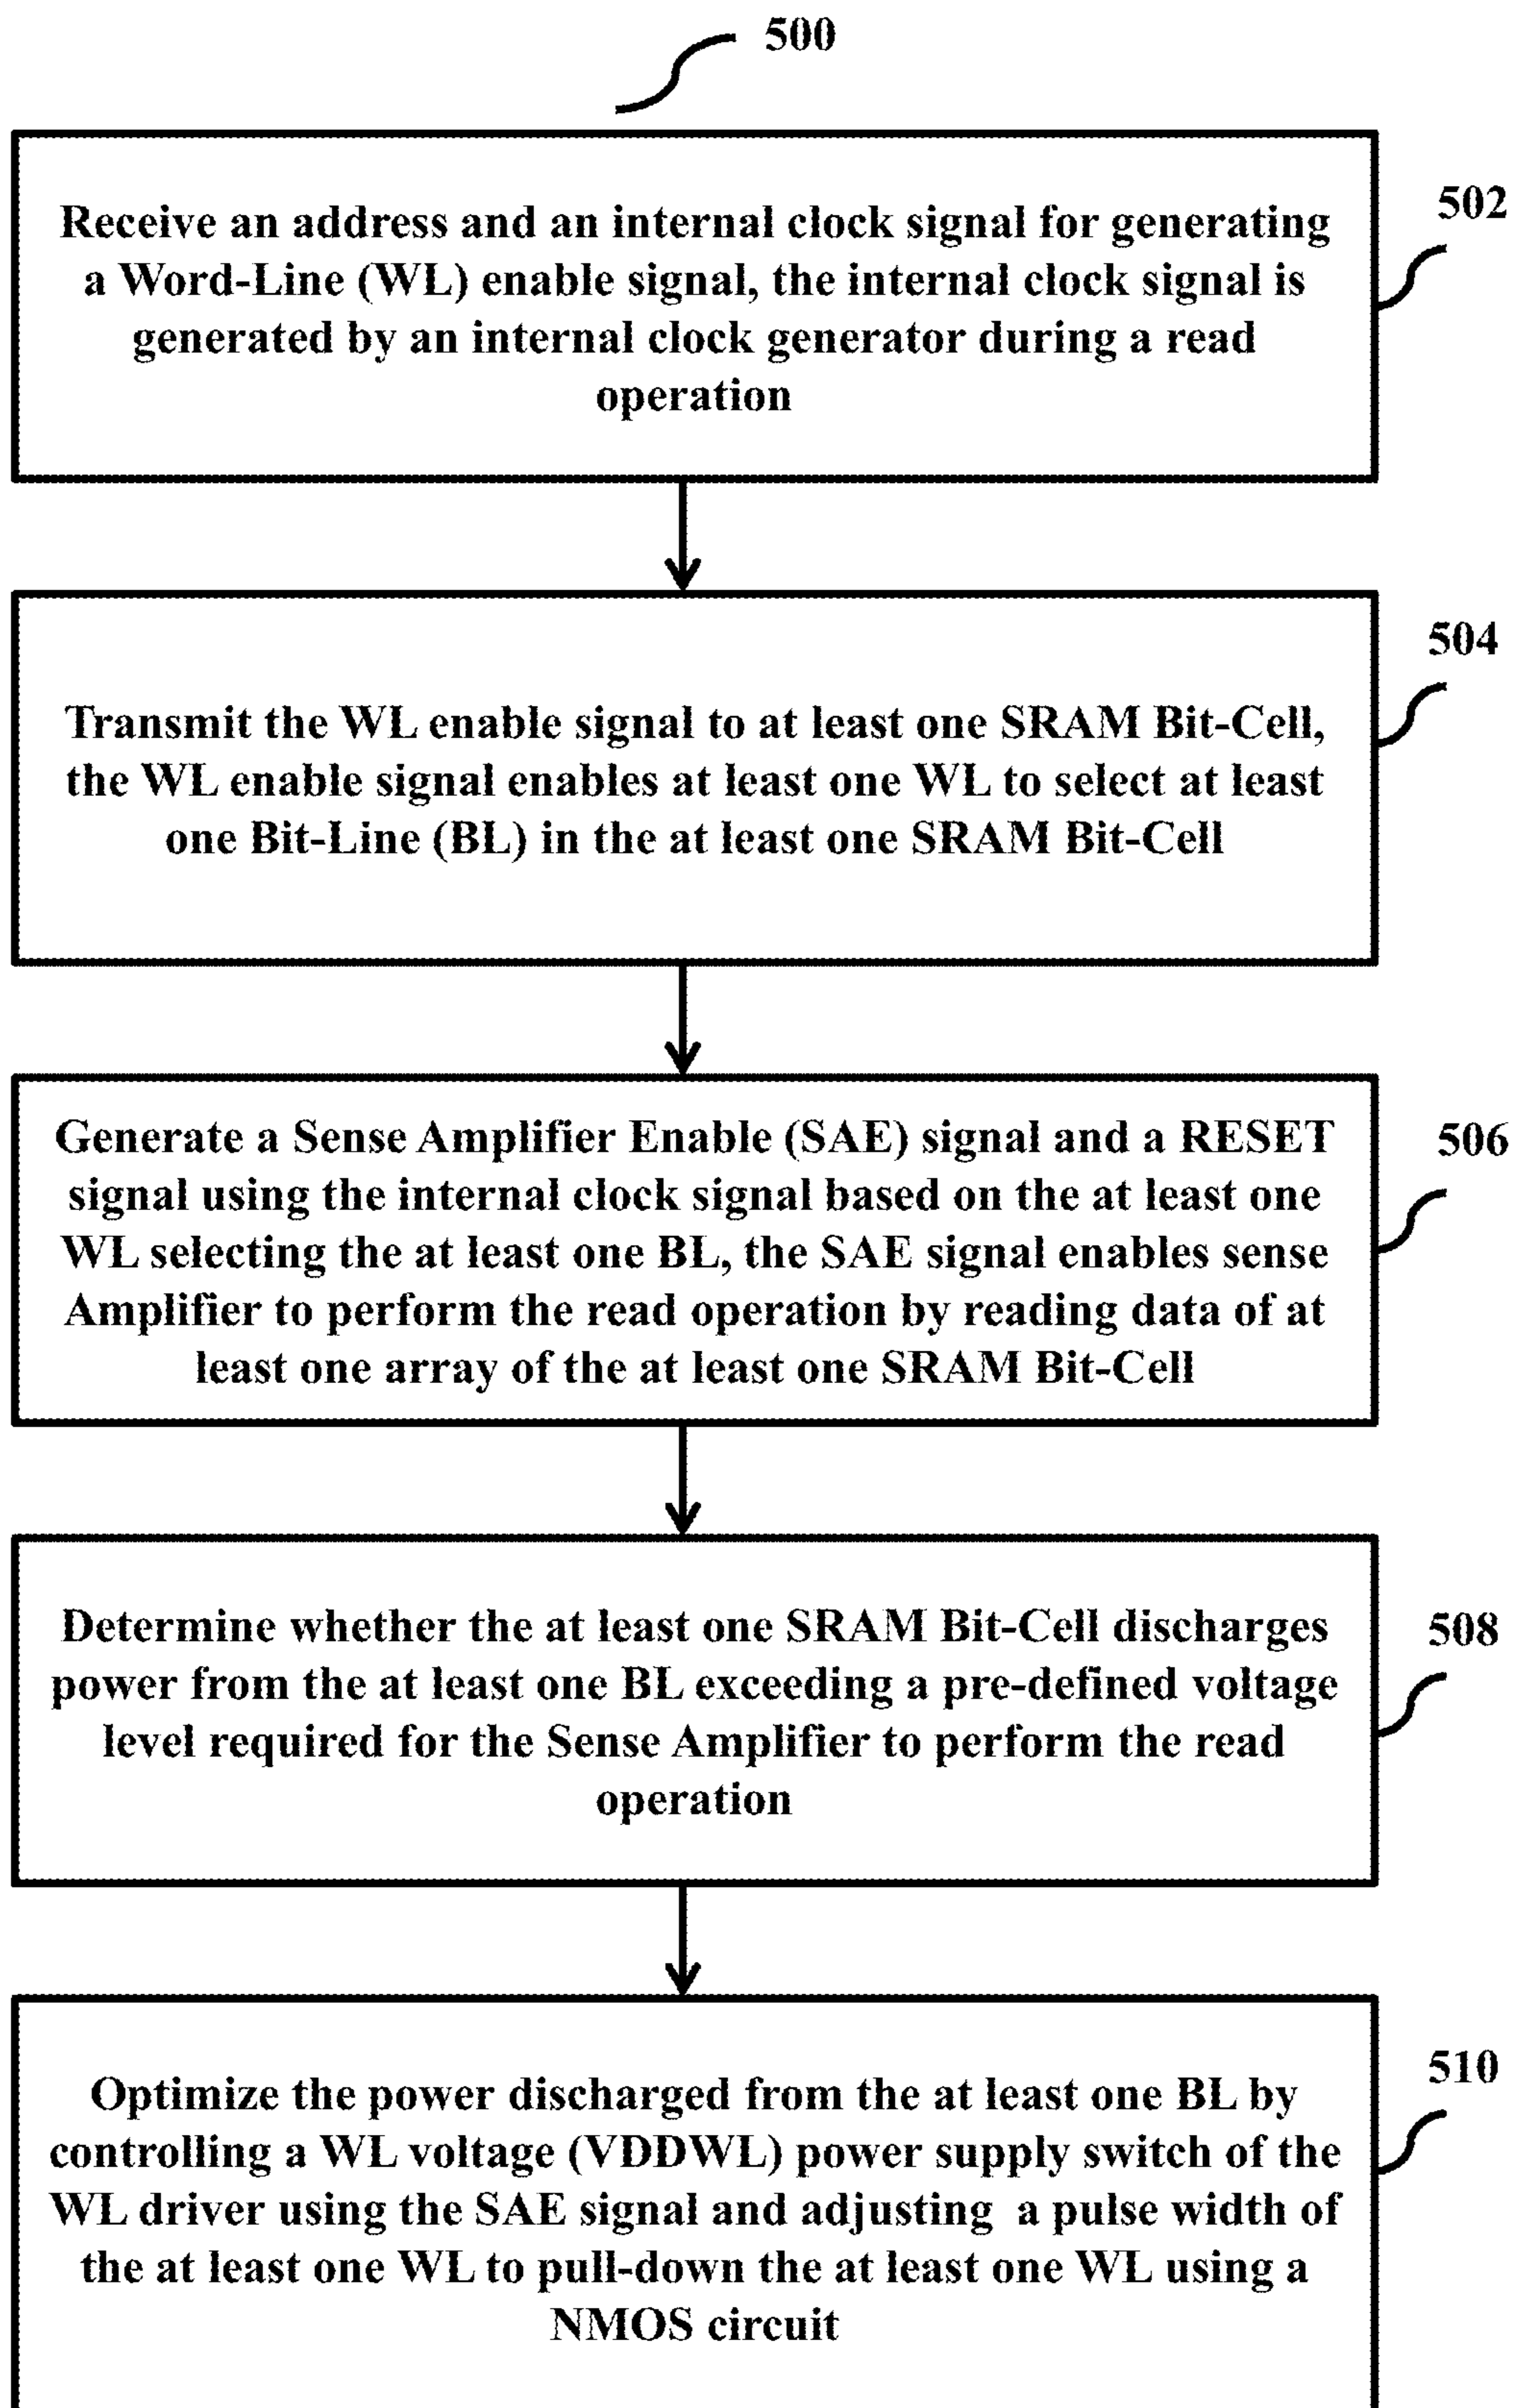 500
Receive an address and an internal clock signal for generating
a Word-Line (WL) enable signal, the internal clock signal is
generated by an internal clock generator during a read
operation
502
Transmit the WL enable signal to at least one SRAM Bit-Cell,
the WL enable signal enables at least one WL to select at least
one Bit-Line (BL) in the at least one SRAM Bit-Cell
504
Generate a Sense Amplifier Enable (SAE) signal and a RESET
signal using the internal clock signal based on the at least one
WL selecting the at least one BL, the SAE signal enables sense
Amplifier to perform the read operation by reading data of at
least one array of the at least one SRAM Bit-Cell
506
Determine whether the at least one SRAM Bit-Cell discharges
power from the at least one BL exceeding a pre-defined voltage
level required for the Sense Amplifier to perform the read
operation
508
Optimize the power discharged from the at least one BL by
controlling a WL voltage (VDDWL) power supply switch of the
WL driver using the SAE signal and adjusting a pulse width of
the at least one WL to pull-down the at least one WL using a
NMOS circuit
510